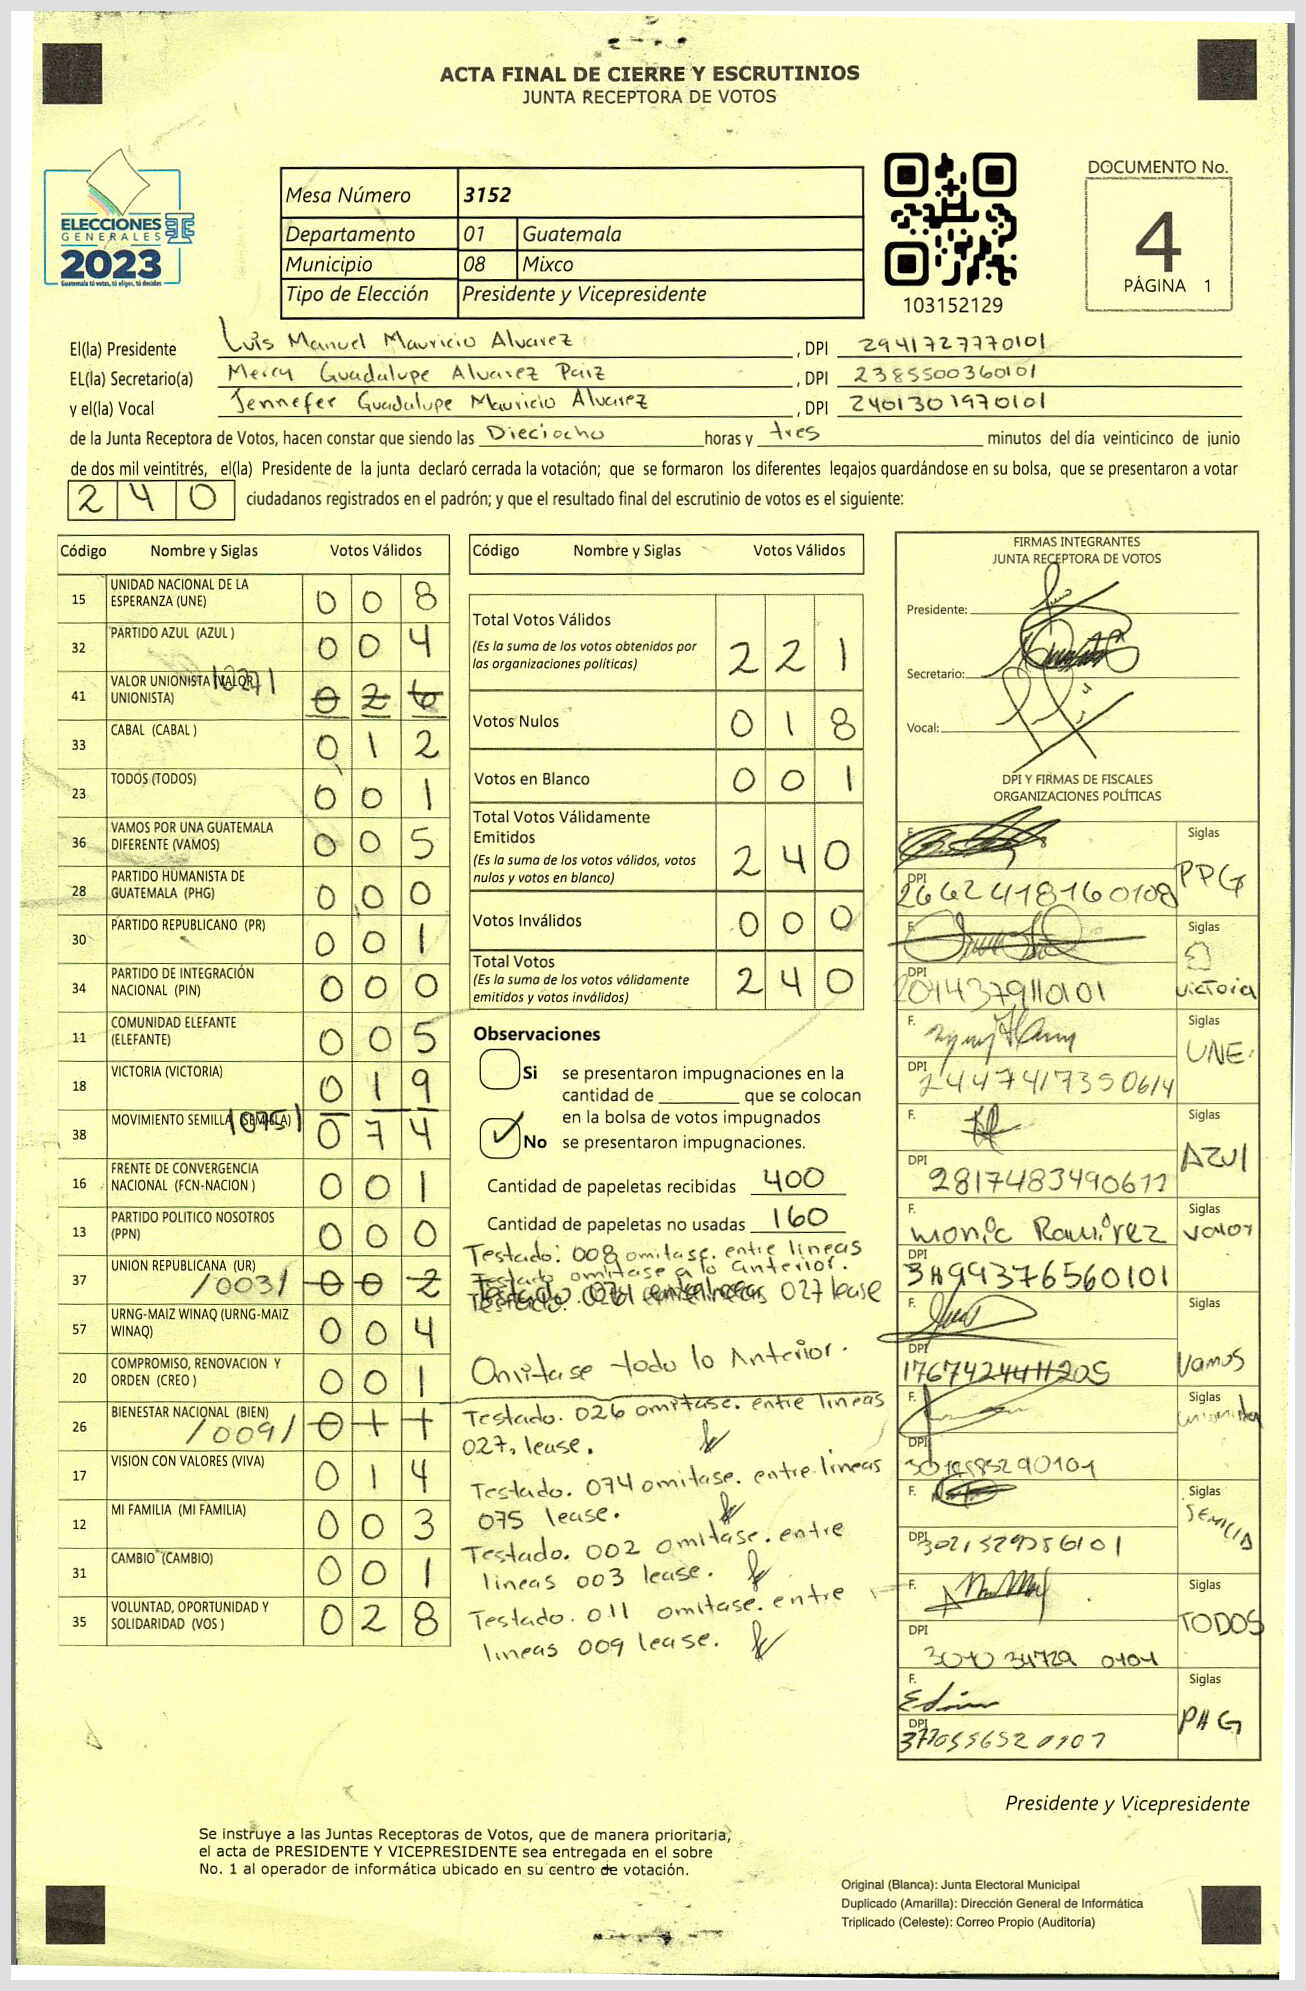 ACTA FINAL DE CIERRE Y ESCRUTINIOS
JUNTA RECEPTORA DE VOTOS
ELECCIONES
GENERALES
2023
Guatemala tú votas, tú eliges, tú decides
Mesa Número 3152
Departamento 01 Guatemala
Municipio 08 Mixco
Tipo de Elección Presidente y Vicepresidente
103152129
DOCUMENTO No.
4
PÁGINA 1
El(la) Presidente Luis Manuel Mauricio Alvarez , DPI 2941727770101
EL(la) Secretario(a) Mercy Guadalupe Alvarez Paiz , DPI 2385500360101
y el(la) Vocal Jennefer Guadalupe Mauricio Alvarez , DPI 2401301970101
de la Junta Receptora de Votos, hacen constar que siendo las Dieciocho horas y tres minutos del día veinticinco de junio
de dos mil veintitrés, el(la) Presidente de la junta declaró cerrada la votación; que se formaron los diferentes legajos guardándose en su bolsa, que se presentaron a votar
240 ciudadanos registrados en el padrón; y que el resultado final del escrutinio de votos es el siguiente:
Código Nombre y Siglas Votos Válidos
15 UNIDAD NACIONAL DE LA ESPERANZA (UNE) 0 0 8
32 PARTIDO AZUL (AZUL ) 0 0 4
41 VALOR UNIONISTA (VALOR UNIONISTA) /027/ 0 2 6
33 CABAL (CABAL ) 0 1 2
23 TODOS (TODOS) 0 0 1
36 VAMOS POR UNA GUATEMALA DIFERENTE (VAMOS) 0 0 5
28 PARTIDO HUMANISTA DE GUATEMALA (PHG) 0 0 0
30 PARTIDO REPUBLICANO (PR) 0 0 1
34 PARTIDO DE INTEGRACIÓN NACIONAL (PIN) 0 0 0
11 COMUNIDAD ELEFANTE (ELEFANTE) 0 0 5
18 VICTORIA (VICTORIA) 0 1 9
38 MOVIMIENTO SEMILLA (SEMILLA) /075/ 0 7 4
16 FRENTE DE CONVERGENCIA NACIONAL (FCN-NACION ) 0 0 1
13 PARTIDO POLITICO NOSOTROS (PPN) 0 0 0
37 UNION REPUBLICANA (UR) /003/ 0 0 2
57 URNG-MAIZ WINAQ (URNG-MAIZ WINAQ) 0 0 4
20 COMPROMISO, RENOVACION Y ORDEN (CREO ) 0 0 1
26 BIENESTAR NACIONAL (BIEN) /009/ 0 1 1
17 VISION CON VALORES (VIVA) 0 1 4
12 MI FAMILIA (MI FAMILIA) 0 0 3
31 CAMBIO (CAMBIO) 0 0 1
35 VOLUNTAD, OPORTUNIDAD Y SOLIDARIDAD (VOS ) 0 2 8
Código Nombre y Siglas Votos Válidos
Total Votos Válidos 2 2 1
(Es la suma de los votos obtenidos por
las organizaciones políticas)
Votos Nulos 0 1 8
Votos en Blanco 0 0 1
Total Votos Válidamente
Emitidos 2 4 0
(Es la suma de los votos válidos, votos
nulos y votos en blanco)
Votos Inválidos 0 0 0
Total Votos 2 4 0
(Es la suma de los votos válidamente
emitidos y votos inválidos)
Observaciones
Si se presentaron impugnaciones en la
cantidad de que se colocan
en la bolsa de votos impugnados
No se presentaron impugnaciones.
Cantidad de papeletas recibidas 400
Cantidad de papeletas no usadas 160
Testado: 008 omitase. entre lineas
Testado omitase a lo anterior.
027 lease
Omitase todo lo Anterior.
Testado. 026 omitase. entre lineas
027, lease.
Testado. 074 omitase. entre lineas
075 lease.
Testado. 002 omitase. entre
lineas 003 lease.
Testado. 011 omitase. entre
lineas 009 lease.
FIRMAS INTEGRANTES
JUNTA RECEPTORA DE VOTOS
Presidente:
Secretario:
Vocal:
DPI Y FIRMAS DE FISCALES
ORGANIZACIONES POLÍTICAS
F. Siglas PPG
DPI 2662418160108
F. Siglas Victoria
DPI 2044379110101
F. Siglas UNE
DPI 2447417350614
F. Siglas AZUL
DPI 2817483490611
F. Monic Ramirez Siglas Valor
DPI
F. Siglas Vamos
DPI 1767424411205
F. Siglas
DPI
F. Siglas SEMILLA
DPI
F. Siglas TODOS
DPI
F. Edin Siglas PHG
DPI
Presidente y Vicepresidente
Se instruye a las Juntas Receptoras de Votos, que de manera prioritaria,
el acta de PRESIDENTE Y VICEPRESIDENTE sea entregada en el sobre
No. 1 al operador de informática ubicado en su centro de votación.
Original (Blanca): Junta Electoral Municipal
Duplicado (Amarilla): Dirección General de Informática
Triplicado (Celeste): Correo Propio (Auditoría)